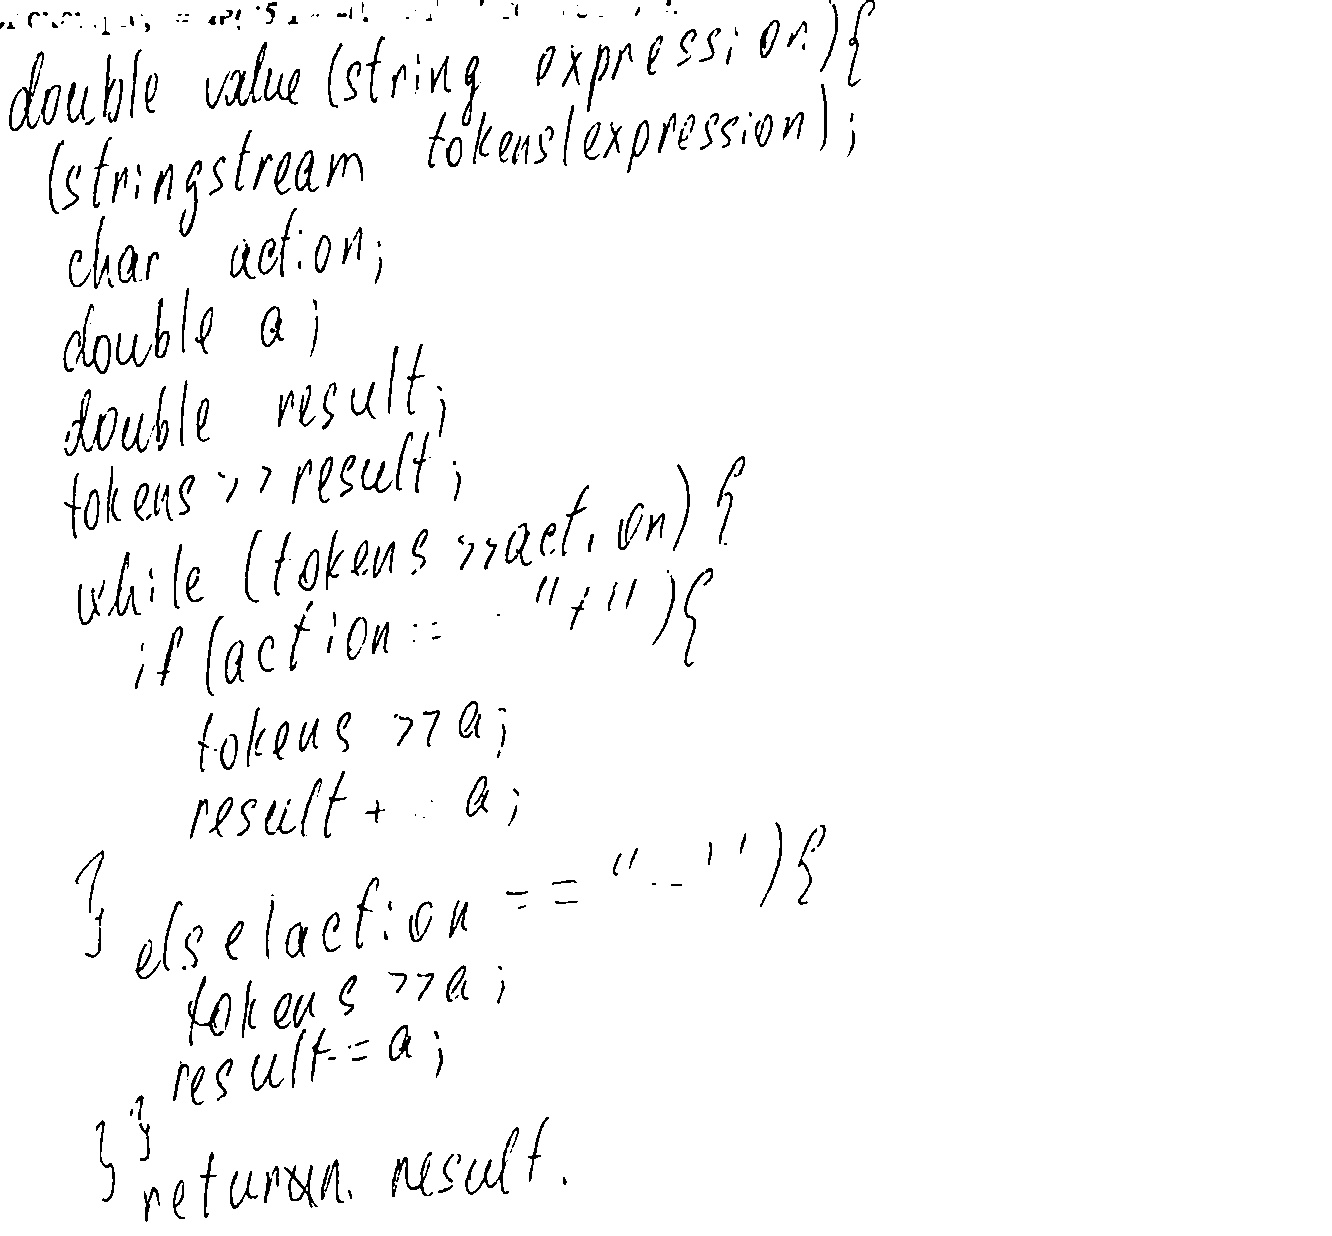 double value (string expression){
(stringstream tokens(expression);
char action;
double a;
double result;
tokens >> result;
while (tokens >>action) {
if (action == "+"){
tokens >>a;
result + = a;
}
else(action == "-"){
tokens >>a;
result-=a;
}
}
return result.